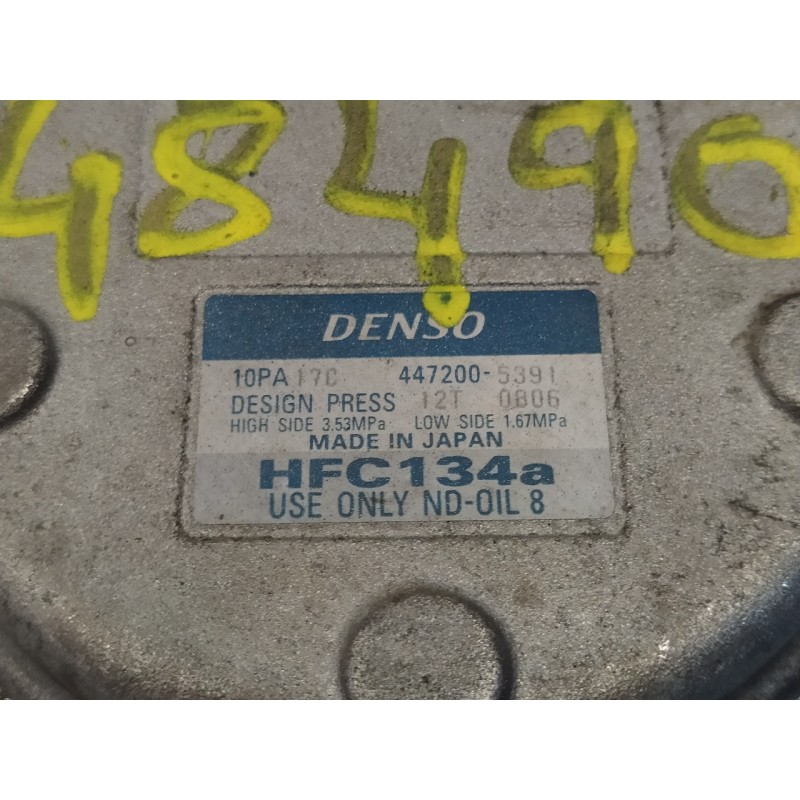 48490
DENSO
10PA17C 447200-5391
DESIGN PRESS 12T 0806
HIGH SIDE 3.53MPa LOW SIDE 1.67MPa
MADE IN JAPAN
HFC134a
USE ONLY ND-OIL 8